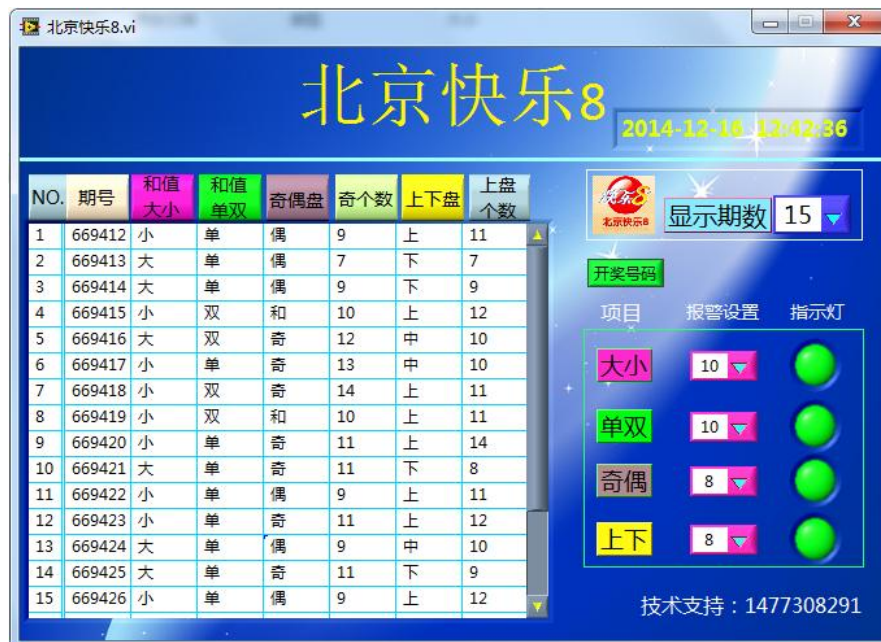 北京快乐8.vi
北京快乐8
2014-12-16 12:42:36
NO. 期号 和值大小 和值单双 奇偶盘 奇个数 上下盘 上盘个数
1 669412 小 单 偶 9 上 11
2 669413 大 单 偶 7 下 7
3 669414 大 单 偶 9 下 9
4 669415 小 双 和 10 上 12
5 669416 大 双 奇 12 中 10
6 669417 小 单 奇 13 中 10
7 669418 小 双 奇 14 上 11
8 669419 小 双 和 10 上 11
9 669420 小 单 奇 11 上 14
10 669421 大 单 奇 11 下 8
11 669422 小 单 偶 9 上 11
12 669423 小 单 奇 11 上 12
13 669424 大 单 偶 9 中 10
14 669425 大 单 奇 11 下 9
15 669426 小 单 偶 9 上 12
快乐8
北京快乐8
显示期数 15
开奖号码
项目 报警设置 指示灯
大小 10
单双 10
奇偶 8
上下 8
技术支持：1477308291